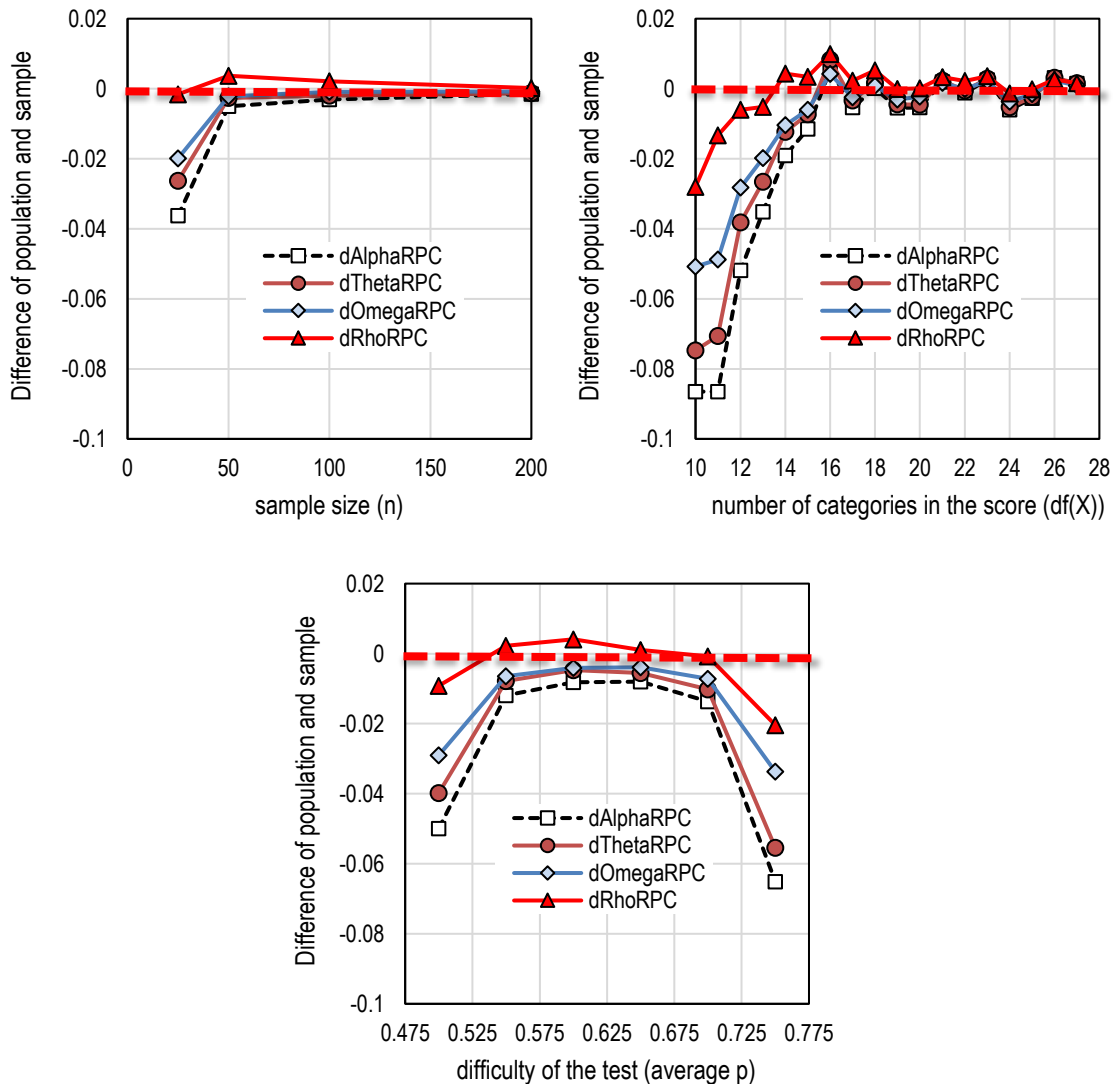 Difference of population and sample
0.02
0
-0.02
-0.04
-0.06
-0.08
-0.1
dAlphaRPC
dThetaRPC
dOmegaRPC
dRhoRPC
0 50 100 150 200
sample size (n)
Difference of population and sample
0.02
0
-0.02
-0.04
-0.06
-0.08
-0.1
dAlphaRPC
dThetaRPC
dOmegaRPC
dRhoRPC
10 12 14 16 18 20 22 24 26 28
number of categories in the score (df(X))
Difference of population and sample
0.02
0
-0.02
-0.04
-0.06
-0.08
-0.1
dAlphaRPC
dThetaRPC
dOmegaRPC
dRhoRPC
0.475 0.525 0.575 0.625 0.675 0.725 0.775
difficulty of the test (average p)